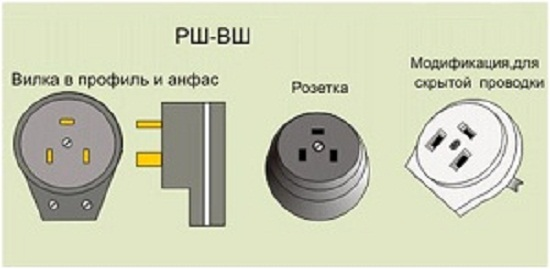 РШ-ВШ
Вилка в профиль и анфас
Розетка
Модификация,для
скрытой проводки